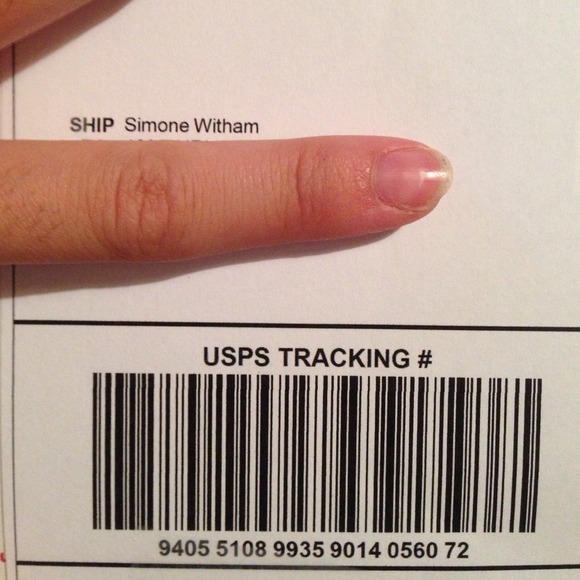 SHIP Simone Witham
USPS TRACKING #
9405 5108 9935 9014 0560 72